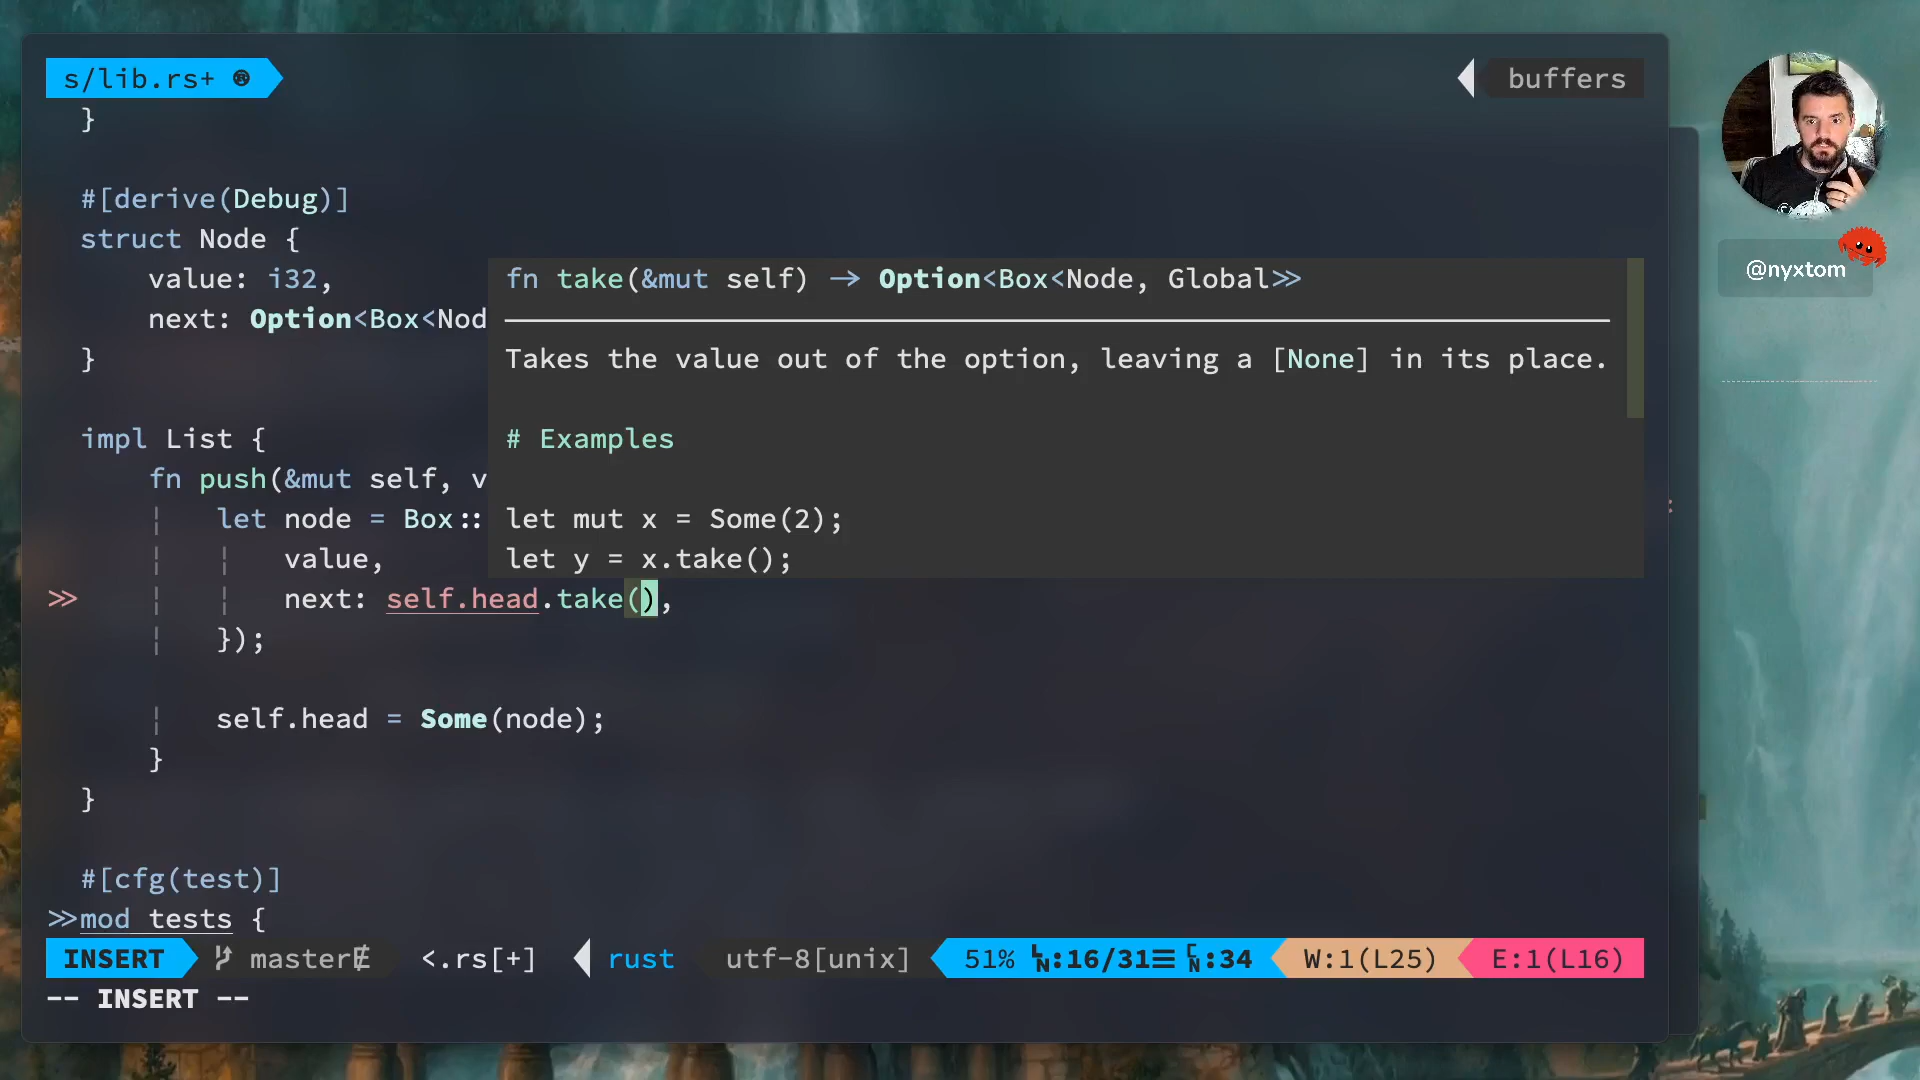 s/lib.rs+ ®
buffers
}
#[derive(Debug)]
struct Node {
value: i32,
next: Option<Box<Nod
}
impl List {
fn push(&mut self, v
let node = Box::
value,
next: self.head.take(),
});
self.head = Some(node);
}
}
#[cfg(test)]
mod tests {
fn take(&mut self) -> Option<Box<Node, Global>>
Takes the value out of the option, leaving a [None] in its place.
# Examples
let mut x = Some(2);
let y = x.take();
INSERT master <.rs[+] rust utf-8[unix] 51% LN:16/31≡ CN:34 W:1(L25) E:1(L16)
-- INSERT --
@nyxtom